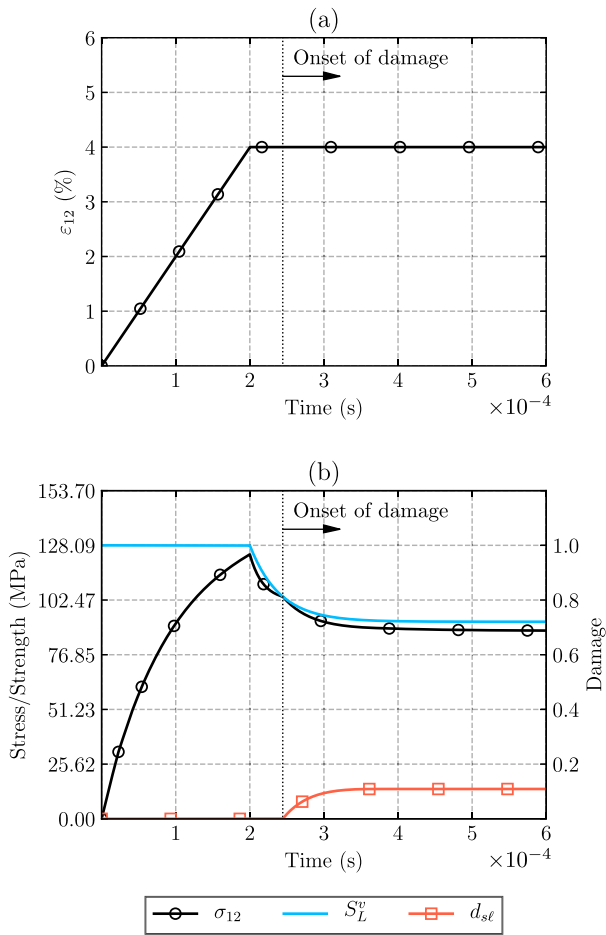 (a)
6
5
4
3
2
1
0
ε₁₂ (%)
Onset of damage
1 2 3 4 5 6
Time (s)
×10⁻⁴
(b)
153.70
128.09
102.47
76.85
51.23
25.62
0.00
Stress/Strength (MPa)
Onset of damage
1.0
0.8
0.6
0.4
0.2
Damage
1 2 3 4 5 6
Time (s)
×10⁻⁴
σ₁₂ Sᵥᴸ d_sℓ